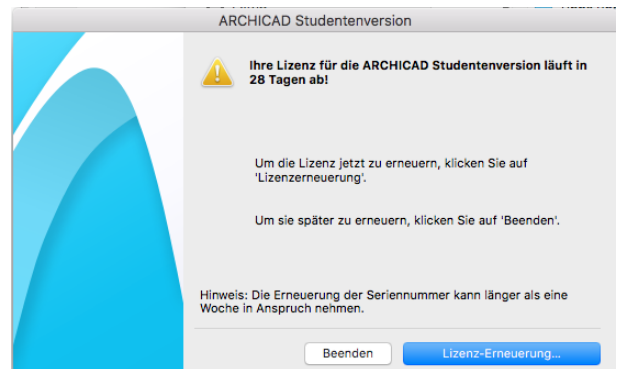 ARCHICAD Studentenversion
Ihre Lizenz für die ARCHICAD Studentenversion läuft in
28 Tagen ab!
Um die Lizenz jetzt zu erneuern, klicken Sie auf
'Lizenzerneuerung'.
Um sie später zu erneuern, klicken Sie auf 'Beenden'.
Hinweis: Die Erneuerung der Seriennummer kann länger als eine
Woche in Anspruch nehmen.
Beenden
Lizenz-Erneuerung...